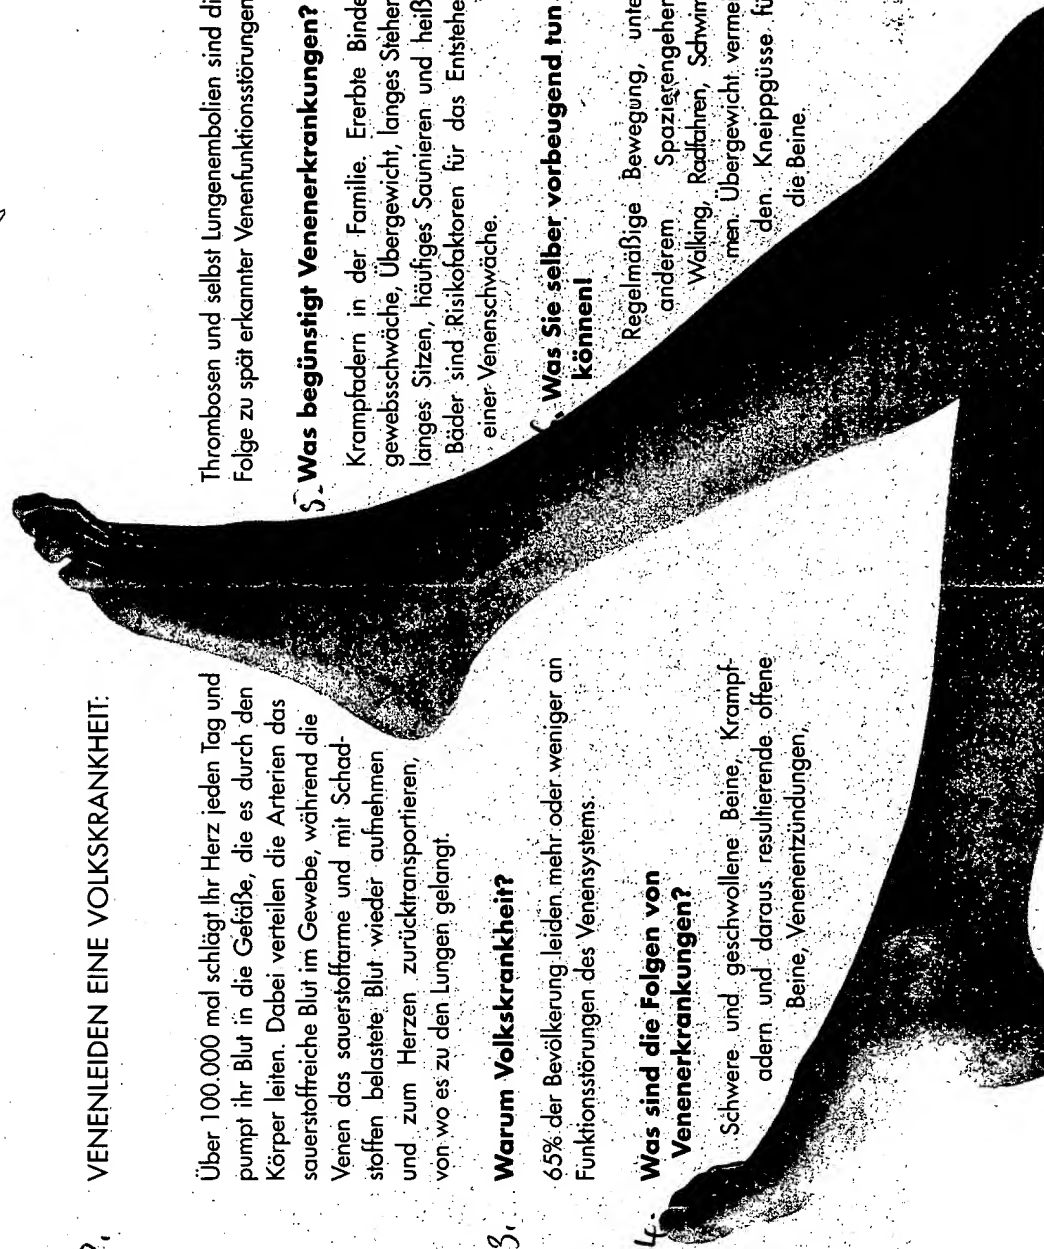 2.
VENENLEIDEN EINE VOLKSKRANKHEIT:
Über 100.000 mal schlägt Ihr Herz jeden Tag und
pumpt ihr Blut in die Gefäße, die es durch den
Körper leiten. Dabei verteilen die Arterien das
sauerstoffreiche Blut im Gewebe, während die
Venen das sauerstoffarme und mit Schad-
stoffen belastete Blut wieder aufnehmen
und zum Herzen zurücktransportieren,
von wo es zu den Lungen gelangt.
3. Warum Volkskrankheit?
65% der Bevölkerung leiden mehr oder weniger an
Funktionsstörungen des Venensystems.
4. Was sind die Folgen von
Venenerkrankungen?
Schwere und geschwollene Beine, Krampf-
adern und daraus resultierende offene
Beine, Venenentzündungen,
Thrombosen und selbst Lungenembolien sind di
Folge zu spät erkannter Venenfunktionsstörungen
5. Was begünstigt Venenerkrankungen?
Krampfadern in der Familie. Ererbte Binde
gewebsschwäche, Übergewicht, langes Stehen
langes Sitzen, häufiges Saunieren und heiß
Bäder sind Risikofaktoren für das Entstehe
einer Venenschwäche.
Was Sie selber vorbeugend tun
können!
Regelmäßige Bewegung, unte
anderem Spazierengehen
Walking, Radfahren, Schwim
men. Übergewicht verme
den. Kneippgüsse fü
die Beine.